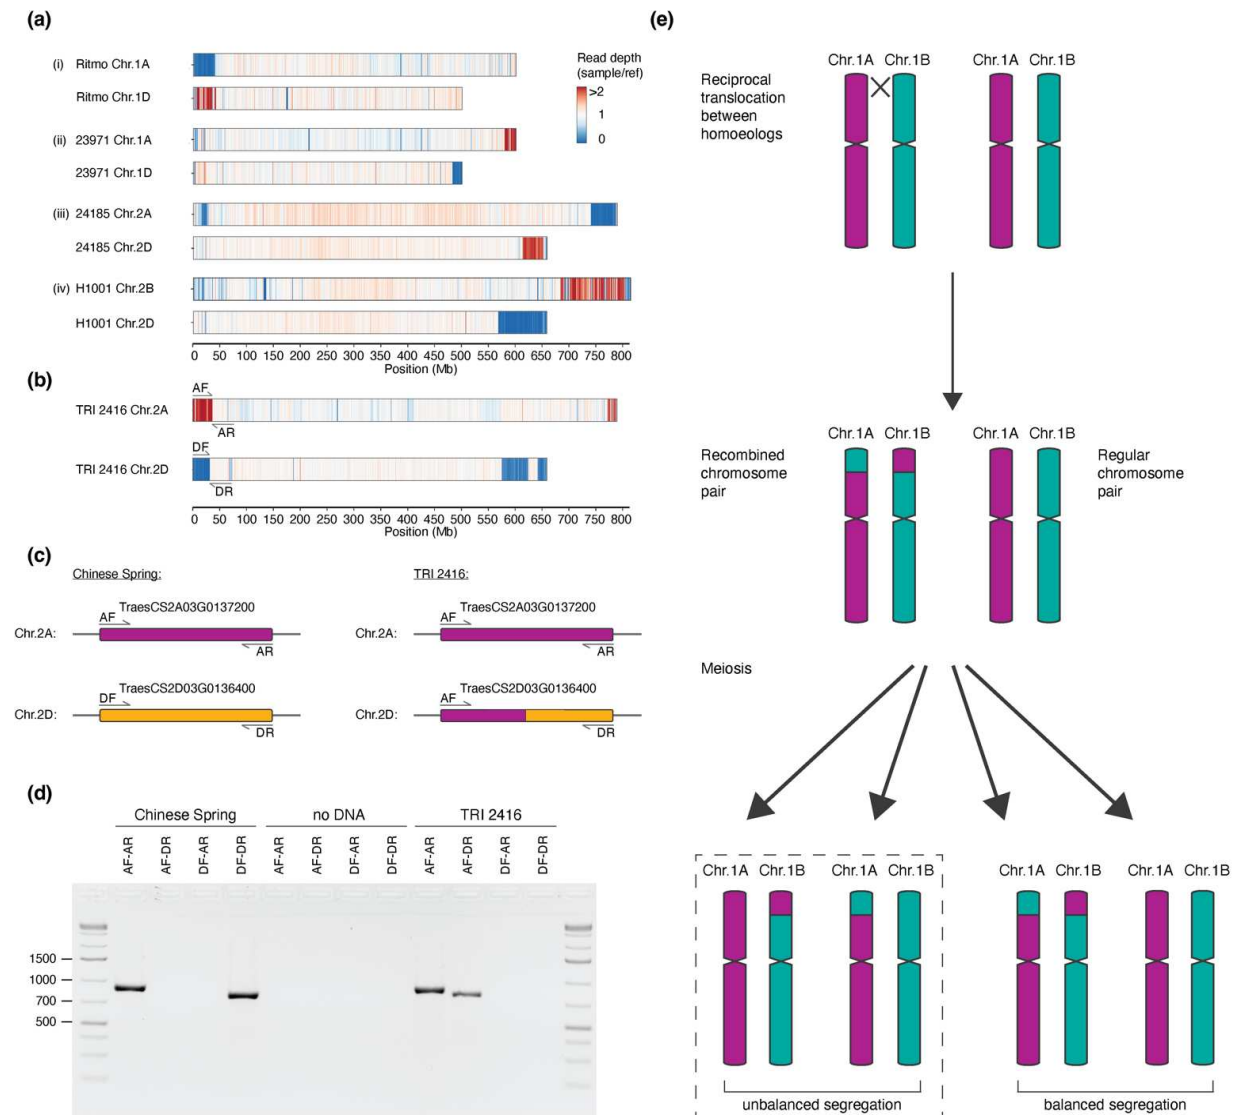 (a)
(i) Ritmo Chr.1A
Ritmo Chr.1D
(ii) 23971 Chr.1A
23971 Chr.1D
(iii) 24185 Chr.2A
24185 Chr.2D
(iv) H1001 Chr.2B
H1001 Chr.2D
Read depth
(sample/ref)
>2
1
0
0 50 100 150 200 250 300 350 400 450 500 550 600 650 700 750 800
Position (Mb)
(b)
AF
TRI 2416 Chr.2A
AR
DF
TRI 2416 Chr.2D
DR
0 50 100 150 200 250 300 350 400 450 500 550 600 650 700 750 800
Position (Mb)
(c)
Chinese Spring:
TraesCS2A03G0137200
AF
Chr.2A:
AR
TraesCS2D03G0136400
DF
Chr.2D:
DR
TRI 2416:
TraesCS2A03G0137200
AF
Chr.2A:
AR
TraesCS2D03G0136400
AF
Chr.2D:
DR
(d)
Chinese Spring no DNA TRI 2416
AF-AR AF-DR DF-AR DF-DR AF-AR AF-DR DF-AR DF-DR AF-AR AF-DR DF-AR DF-DR
1500
1000
700
500
(e)
Chr.1A Chr.1B Chr.1A Chr.1B
Reciprocal
translocation
between
homoeologs
Chr.1A Chr.1B Chr.1A Chr.1B
Recombined
chromosome
pair
Regular
chromosome
pair
Meiosis
Chr.1A Chr.1B Chr.1A Chr.1B Chr.1A Chr.1B Chr.1A Chr.1B
unbalanced segregation
balanced segregation